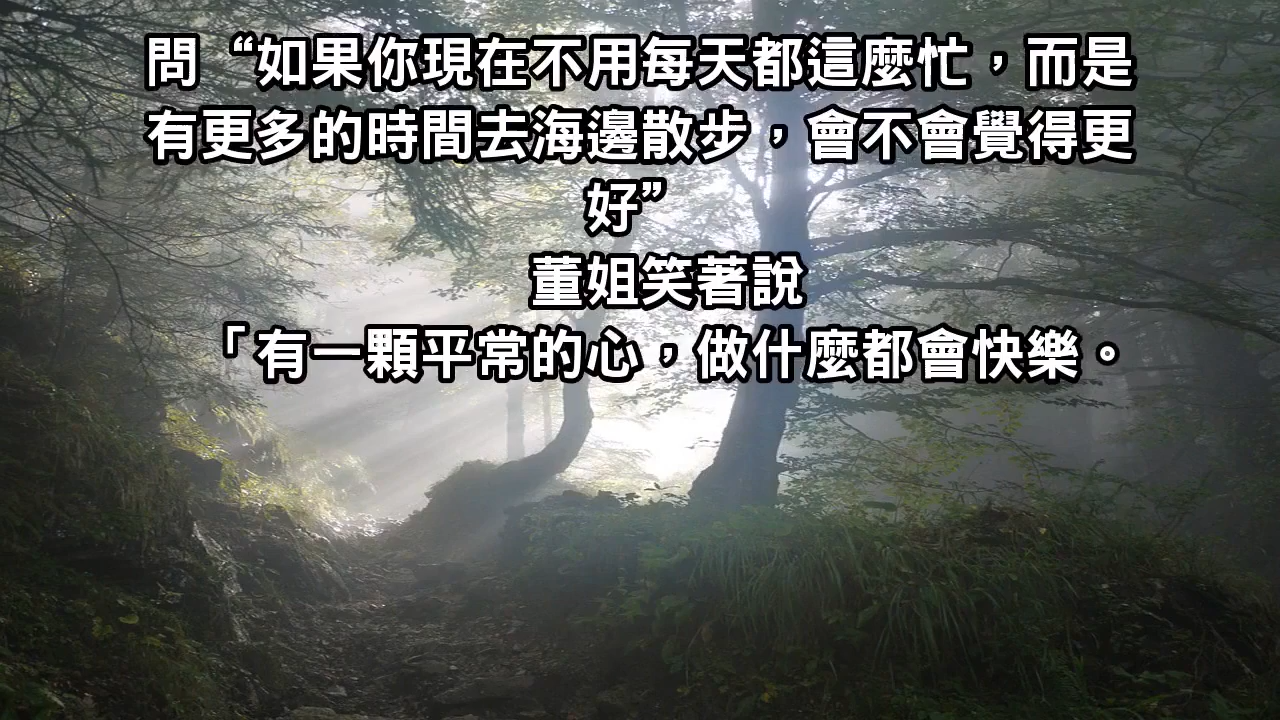 問“如果你現在不用每天都這麼忙，而是
有更多的時間去海邊散步，會不會覺得更
好”
董姐笑著說
「有一顆平常的心，做什麼都會快樂。